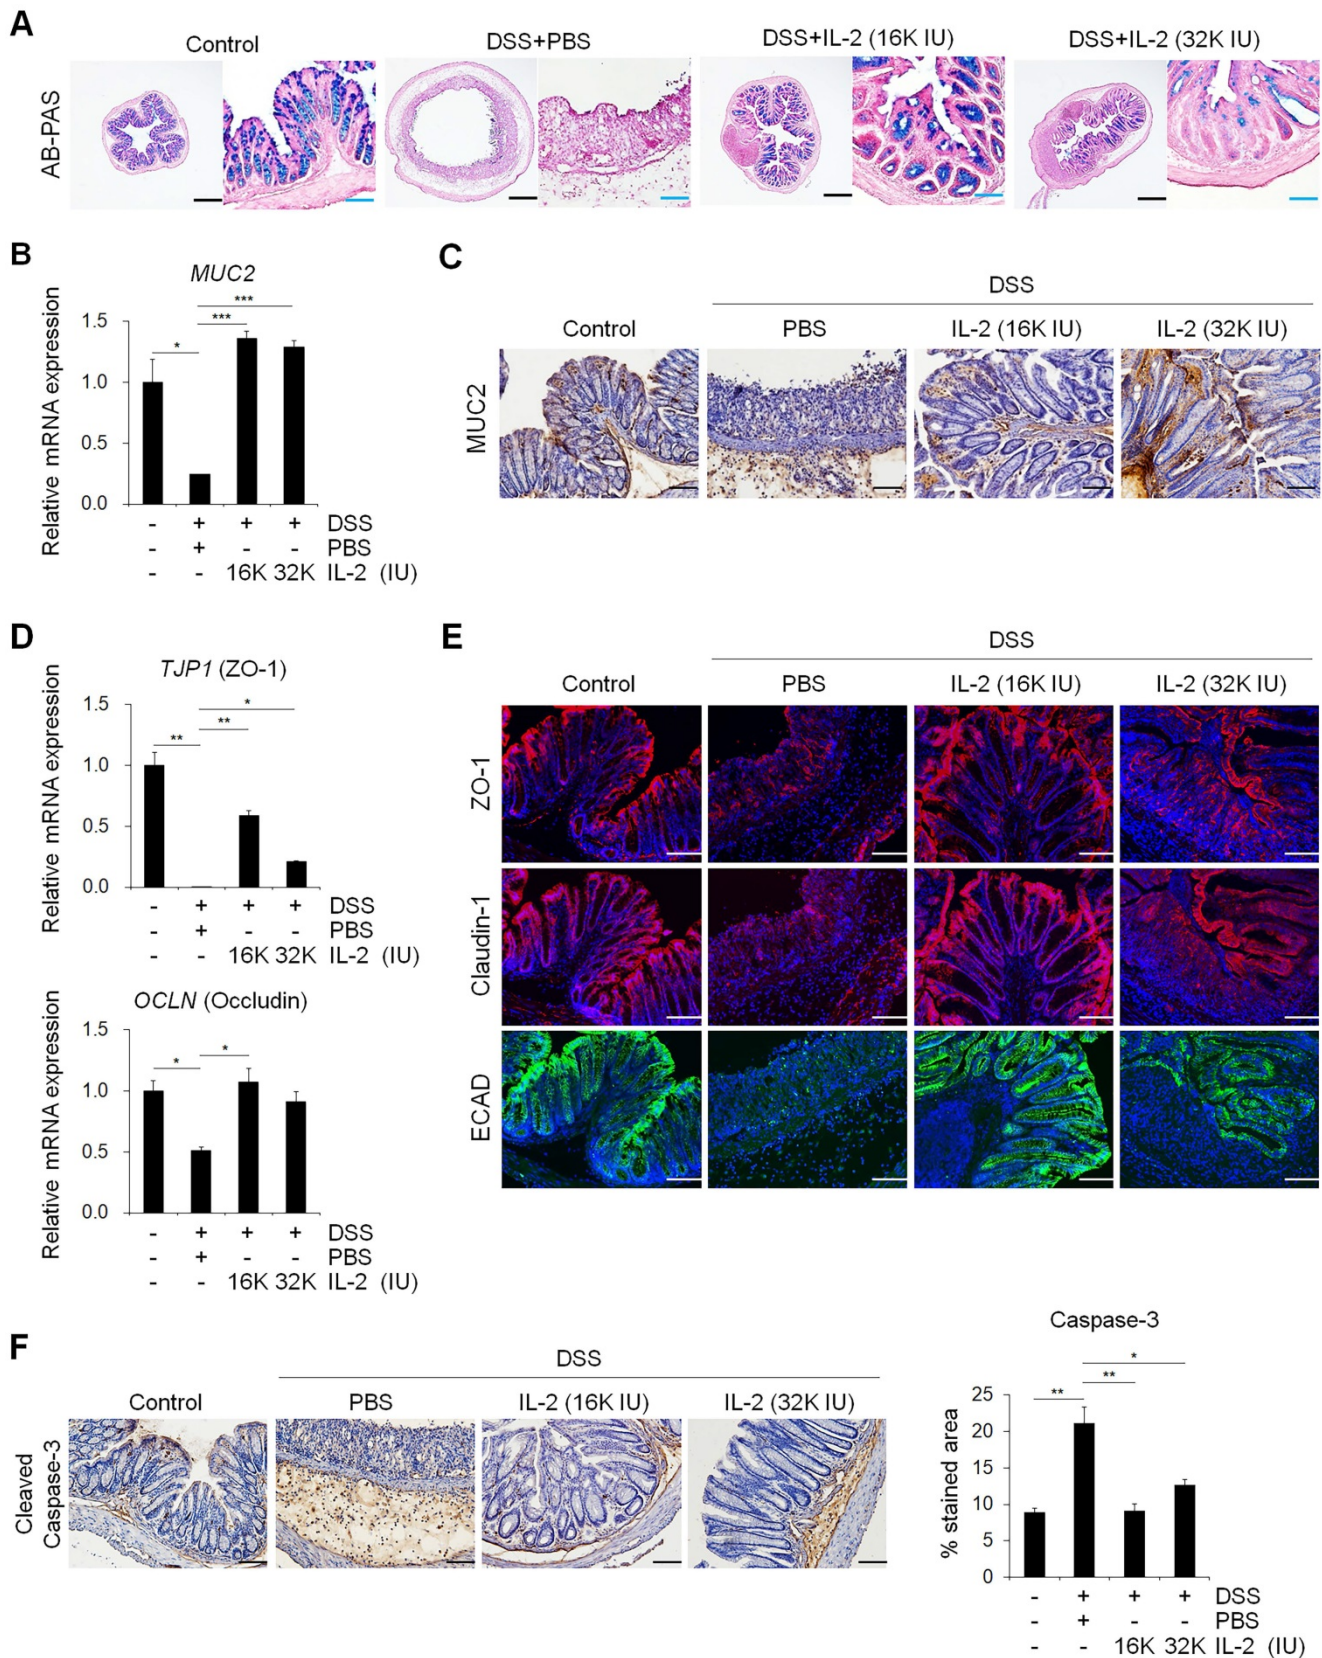 A
Control
DSS+PBS
DSS+IL-2 (16K IU)
DSS+IL-2 (32K IU)
AB-PAS
B
MUC2
Relative mRNA expression
1.5
1.0
0.5
0.0
*
***
***
- + + + DSS
- + - - PBS
- - 16K 32K IL-2 (IU)
C
DSS
Control
PBS
IL-2 (16K IU)
IL-2 (32K IU)
MUC2
D
TJP1 (ZO-1)
Relative mRNA expression
1.5
1.0
0.5
0.0
**
**
*
- + + + DSS
- + - - PBS
- - 16K 32K IL-2 (IU)
OCLN (Occludin)
Relative mRNA expression
1.5
1.0
0.5
0.0
*
*
- + + + DSS
- + - - PBS
- - 16K 32K IL-2 (IU)
E
DSS
Control
PBS
IL-2 (16K IU)
IL-2 (32K IU)
ZO-1
Claudin-1
ECAD
F
DSS
Control
PBS
IL-2 (16K IU)
IL-2 (32K IU)
Cleaved
Caspase-3
Caspase-3
% stained area
25
20
15
10
5
0
**
**
*
- + + + DSS
- + - - PBS
- - 16K 32K IL-2 (IU)